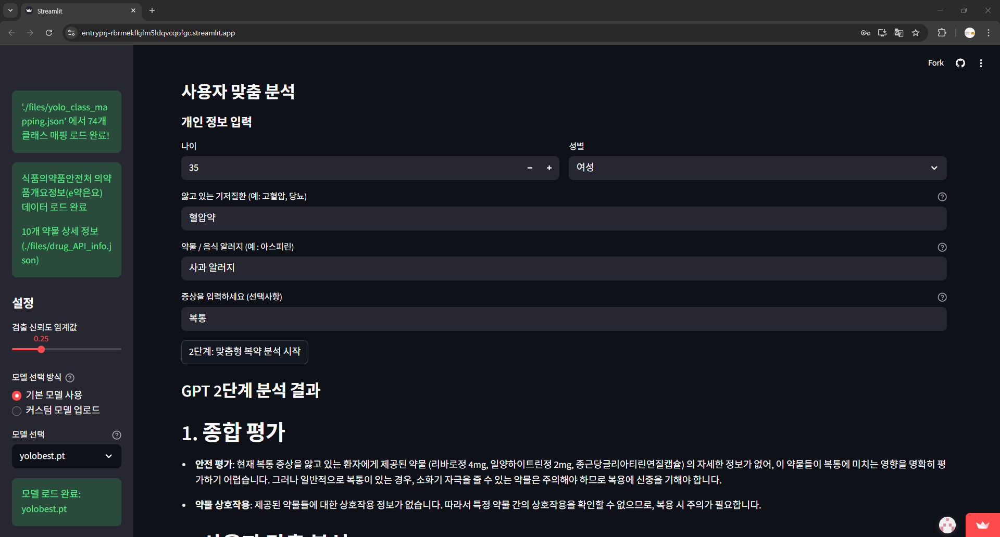 Streamlit
entryprj-rbrmekfkjfm5ldqvcqofgc.streamlit.app
Fork
'./files/yolo_class_ma
pping.json' 에서 74개
클래스 매핑 로드 완료!
식품의약품안전처 의약
품개요정보(e약은요)
데이터 로드 완료
10개 약물 상세 정보
(./files/drug_API_info.j
son)
설정
검출 신뢰도 임계값
0.25
모델 선택 방식
기본 모델 사용
커스텀 모델 업로드
모델 선택
yolobest.pt
모델 로드 완료:
yolobest.pt
사용자 맞춤 분석
개인 정보 입력
나이
성별
35
여성
앓고 있는 기저질환 (예: 고혈압, 당뇨)
혈압약
약물 / 음식 알러지 (예 : 아스피린)
사과 알러지
증상을 입력하세요 (선택사항)
복통
2단계: 맞춤형 복약 분석 시작
GPT 2단계 분석 결과
1. 종합 평가
• 안전 평가: 현재 복통 증상을 앓고 있는 환자에게 제공된 약물 (리바로정 4mg, 일양하이트린정 2mg, 종근당글리아티린연질캡슐) 의 자세한 정보가 없어, 이 약물들이 복통에 미치는 영향을 명확히 평
가하기 어렵습니다. 그러나 일반적으로 복통이 있는 경우, 소화기 자극을 줄 수 있는 약물은 주의해야 하므로 복용에 신중을 기해야 합니다.
• 약물 상호작용: 제공된 약물들에 대한 상호작용 정보가 없습니다. 따라서 특정 약물 간의 상호작용을 확인할 수 없으므로, 복용 시 주의가 필요합니다.